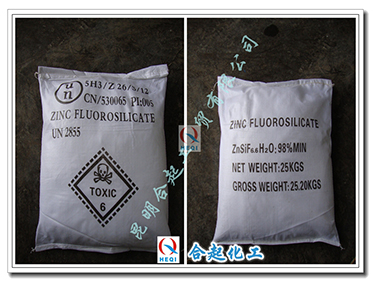 un
5H3/Z 26/S/12
CN/530065 PI:005
ZINC FLUOROSILICATE
UN 2855
TOXIC
6
ZINC FLUOROSILICATE
ZnSiF₆.₆H₂O:98%MIN
NET WEIGHT:25KGS
GROSS WEIGHT:25.20KGS
昆明合起工贸有限公司
HEQI
HEQI
合起化工